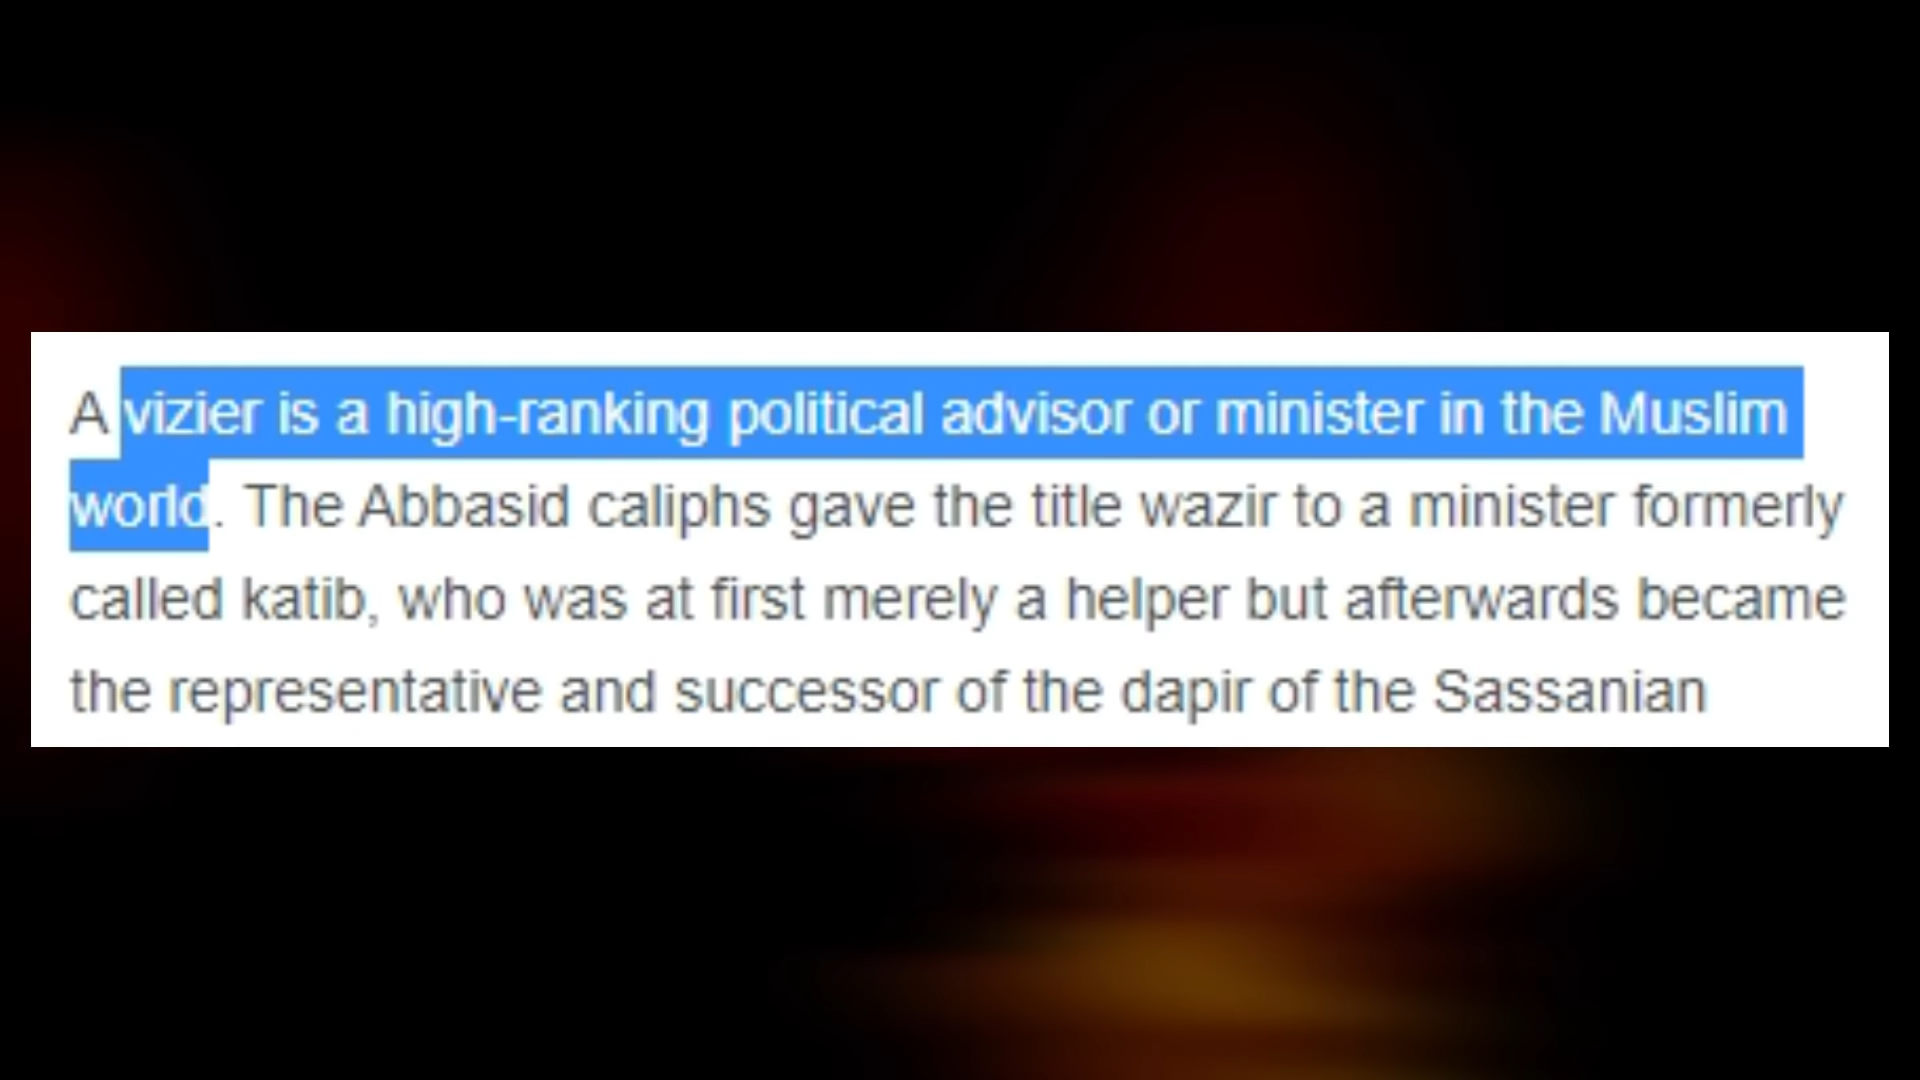 A vizier is a high-ranking political advisor or minister in the Muslim
world. The Abbasid caliphs gave the title wazir to a minister formerly
called katib, who was at first merely a helper but afterwards became
the representative and successor of the dapir of the Sassanian